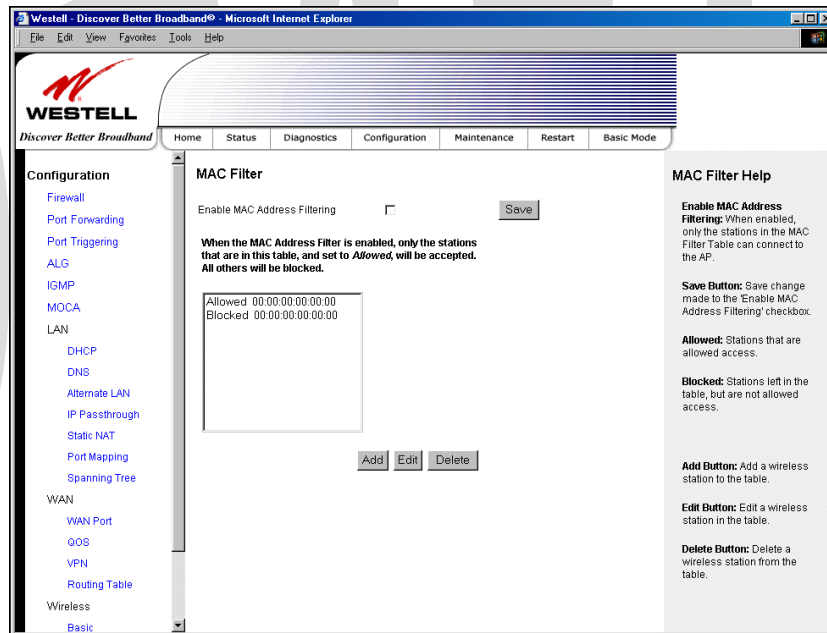 Westell - Discover Better Broadband® - Microsoft Internet Explorer
File Edit View Favorites Tools Help
WESTELL
Discover Better Broadband
Home Status Diagnostics Configuration Maintenance Restart Basic Mode
Configuration
Firewall
Port Forwarding
Port Triggering
ALG
IGMP
MOCA
LAN
DHCP
DNS
Alternate LAN
IP Passthrough
Static NAT
Port Mapping
Spanning Tree
WAN
WAN Port
QOS
VPN
Routing Table
Wireless
Basic
MAC Filter
Enable MAC Address Filtering Save
When the MAC Address Filter is enabled, only the stations
that are in this table, and set to Allowed, will be accepted.
All others will be blocked.
Allowed 00:00:00:00:00:00
Blocked 00:00:00:00:00:00
Add Edit Delete
MAC Filter Help
Enable MAC Address
Filtering: When enabled,
only the stations in the MAC
Filter Table can connect to
the AP.
Save Button: Save change
made to the 'Enable MAC
Address Filtering' checkbox.
Allowed: Stations that are
allowed access.
Blocked: Stations left in the
table, but are not allowed
access.
Add Button: Add a wireless
station to the table.
Edit Button: Edit a wireless
station in the table.
Delete Button: Delete a
wireless station from the
table.